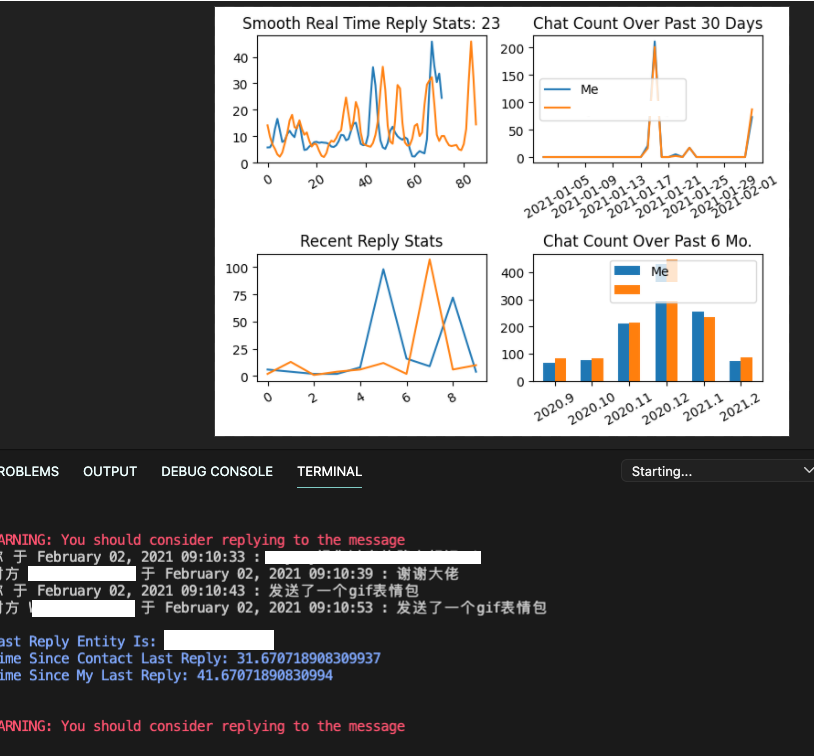 Smooth Real Time Reply Stats: 23
40
30
20
10
0
0 20 40 60 80
Chat Count Over Past 30 Days
200
150
100
50
0
Me
2021-01-05 2021-01-09 2021-01-13 2021-01-17 2021-01-21 2021-01-25 2021-01-29 2021-02-01
Recent Reply Stats
100
75
50
25
0
0 2 4 6 8
Chat Count Over Past 6 Mo.
400
300
200
100
0
Me
2020.9 2020.10 2020.11 2020.12 2021.1 2021.2
ROBLEMS OUTPUT DEBUG CONSOLE TERMINAL Starting...
ARNING: You should consider replying to the message
于 February 02, 2021 09:10:33 :
方 于 February 02, 2021 09:10:39 : 谢谢大佬
于 February 02, 2021 09:10:43 : 发送了一个gif表情包
方 于 February 02, 2021 09:10:53 : 发送了一个gif表情包
ast Reply Entity Is:
ime Since Contact Last Reply: 31.670718908309937
ime Since My Last Reply: 41.67071890830994
ARNING: You should consider replying to the message